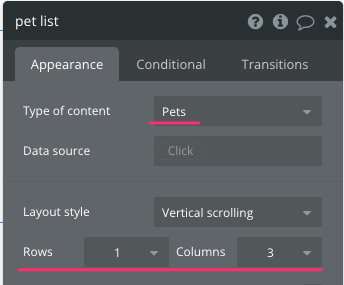 pet list
Appearance Conditional Transitions
Type of content Pets
Data source Click
Layout style Vertical scrolling
Rows 1 Columns 3